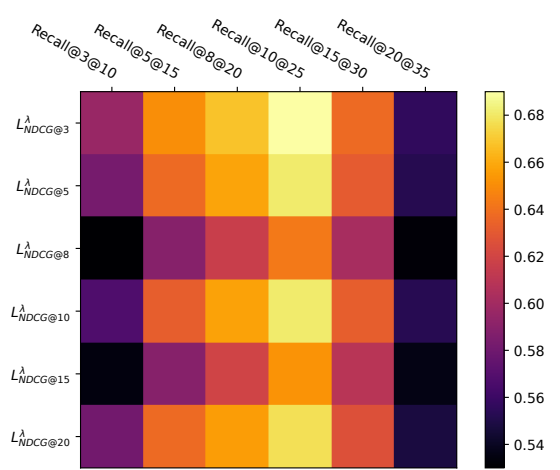 Recall@3@10
Recall@5@15
Recall@8@20
Recall@10@25
Recall@15@30
Recall@20@35
L^λ_NDCG@3
L^λ_NDCG@5
L^λ_NDCG@8
L^λ_NDCG@10
L^λ_NDCG@15
L^λ_NDCG@20
0.68
0.66
0.64
0.62
0.60
0.58
0.56
0.54